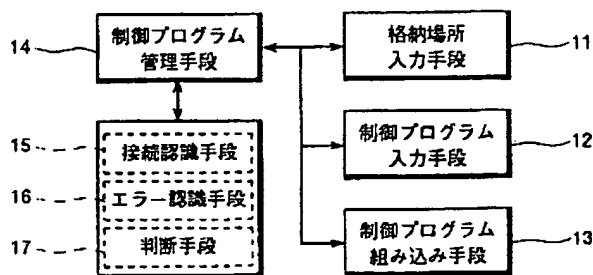 14
制御プログラム
管理手段
格納場所
入力手段
11
15
接続認識手段
16
エラー認識手段
17
判断手段
制御プログラム
入力手段
12
制御プログラム
組み込み手段
13